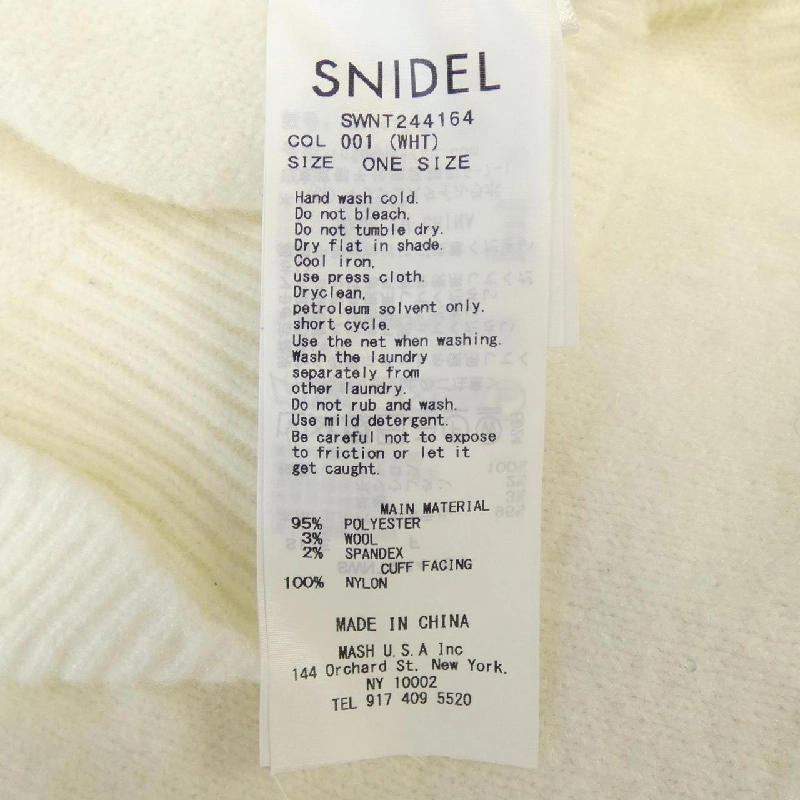 SNIDEL
SWNT244164
COL 001 (WHT)
SIZE ONE SIZE
Hand wash cold.
Do not bleach.
Do not tumble dry.
Dry flat in shade.
Cool iron,
use press cloth.
Dryclean,
petroleum solvent only.
short cycle.
Use the net when washing.
Wash the laundry
separately from
other laundry.
Do not rub and wash.
Use mild detergent.
Be careful not to expose
to friction or let it
get caught.
MAIN MATERIAL
95% POLYESTER
3% WOOL
2% SPANDEX
CUFF FACING
100% NYLON
MADE IN CHINA
MASH U.S.A Inc
144 Orchard St. New York.
NY 10002
TEL 917 409 5520